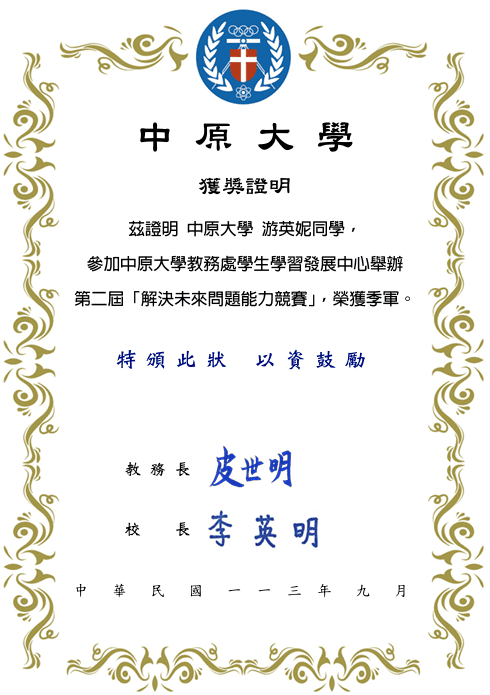 中原大學
獲獎證明
茲證明 中原大學 游英妮同學，
參加中原大學教務處學生學習發展中心舉辦
第二屆「解決未來問題能力競賽」，榮獲季軍。
特頒此狀 以資鼓勵
教務長 皮世明
校長 李英明
中華民國一一三年九月